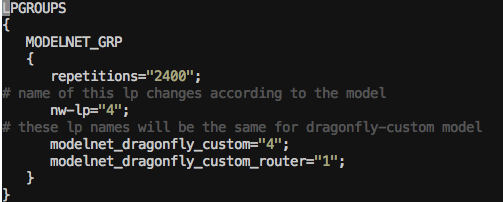 LPGROUPS
{
MODELNET_GRP
{
repetitions="2400";
# name of this lp changes according to the model
nw-lp="4";
# these lp names will be the same for dragonfly-custom model
modelnet_dragonfly_custom="4";
modelnet_dragonfly_custom_router="1";
}
}